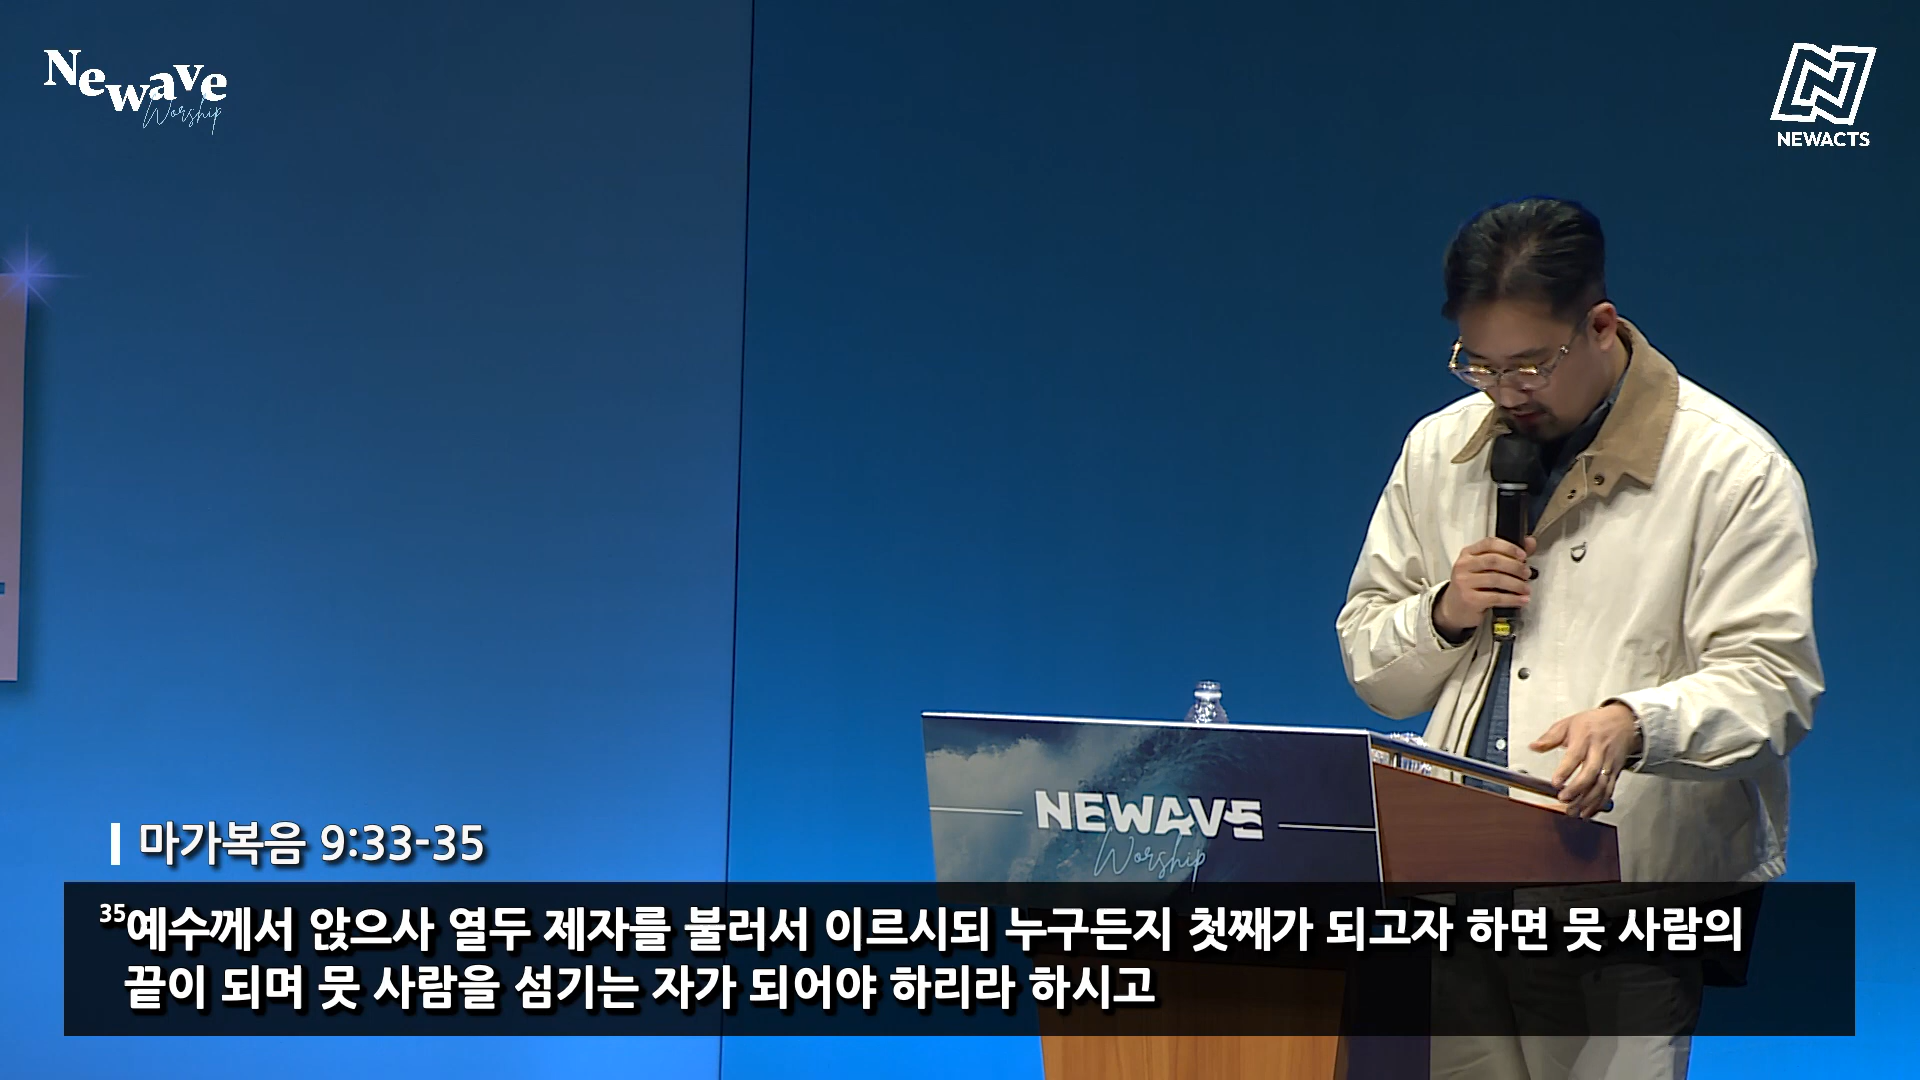 Newave
Worship
NEWACTS
NEWAVE
Worship
마가복음 9:33-35
35예수께서 앉으사 열두 제자를 불러서 이르시되 누구든지 첫째가 되고자 하면 뭇 사람의
끝이 되며 뭇 사람을 섬기는 자가 되어야 하리라 하시고